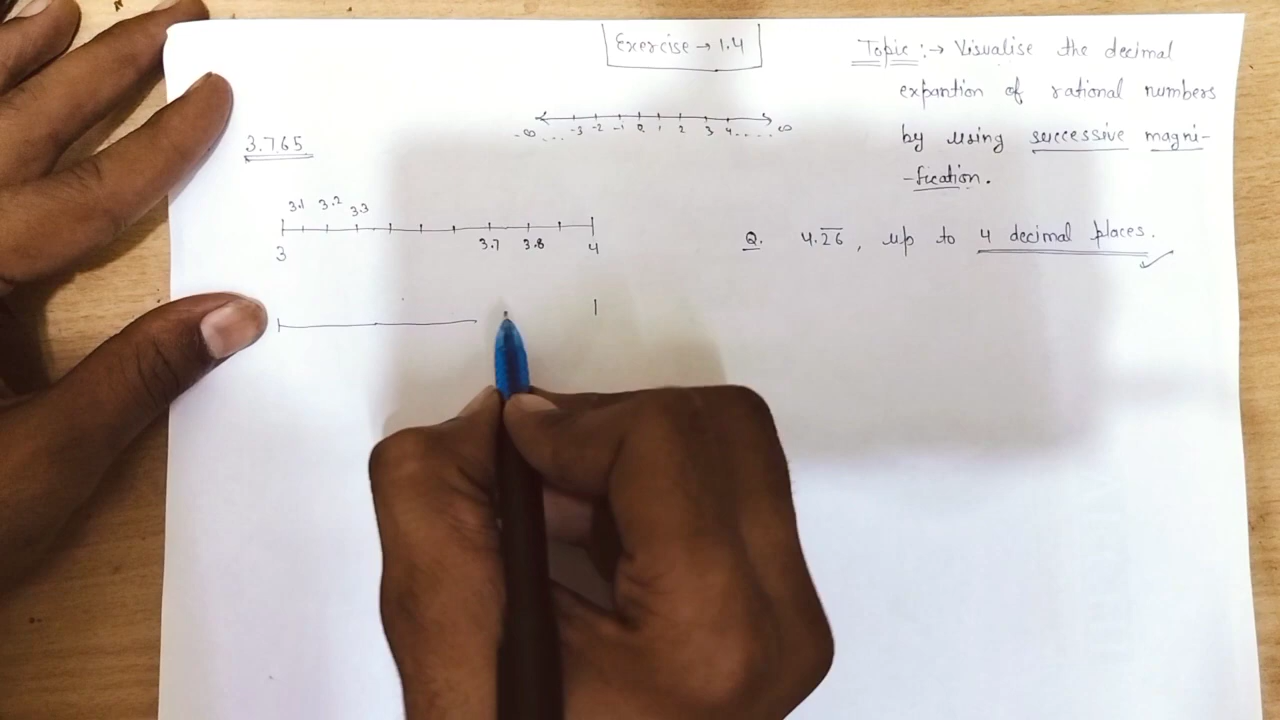 Exercise → 1.4
Topic :→ Visualise the decimal
expantion of rational numbers
by using successive magni-
-fication.
-∞ .... -3 -2 -1 0 1 2 3 4 ..... ∞
3.765
3.1 3.2 3.3
3 3.7 3.8 4
Q. 4.2̅6̅, up to 4 decimal places.